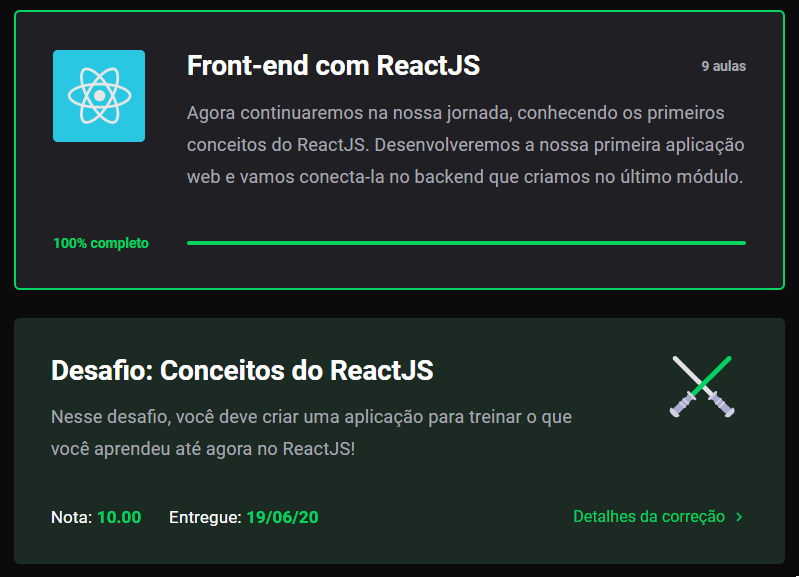 Front-end com ReactJS
9 aulas
Agora continuaremos na nossa jornada, conhecendo os primeiros
conceitos do ReactJS. Desenvolveremos a nossa primeira aplicação
web e vamos conecta-la no backend que criamos no último módulo.
100% completo
Desafio: Conceitos do ReactJS
Nesse desafio, você deve criar uma aplicação para treinar o que
você aprendeu até agora no ReactJS!
Nota: 10.00 Entregue: 19/06/20 Detalhes da correção >